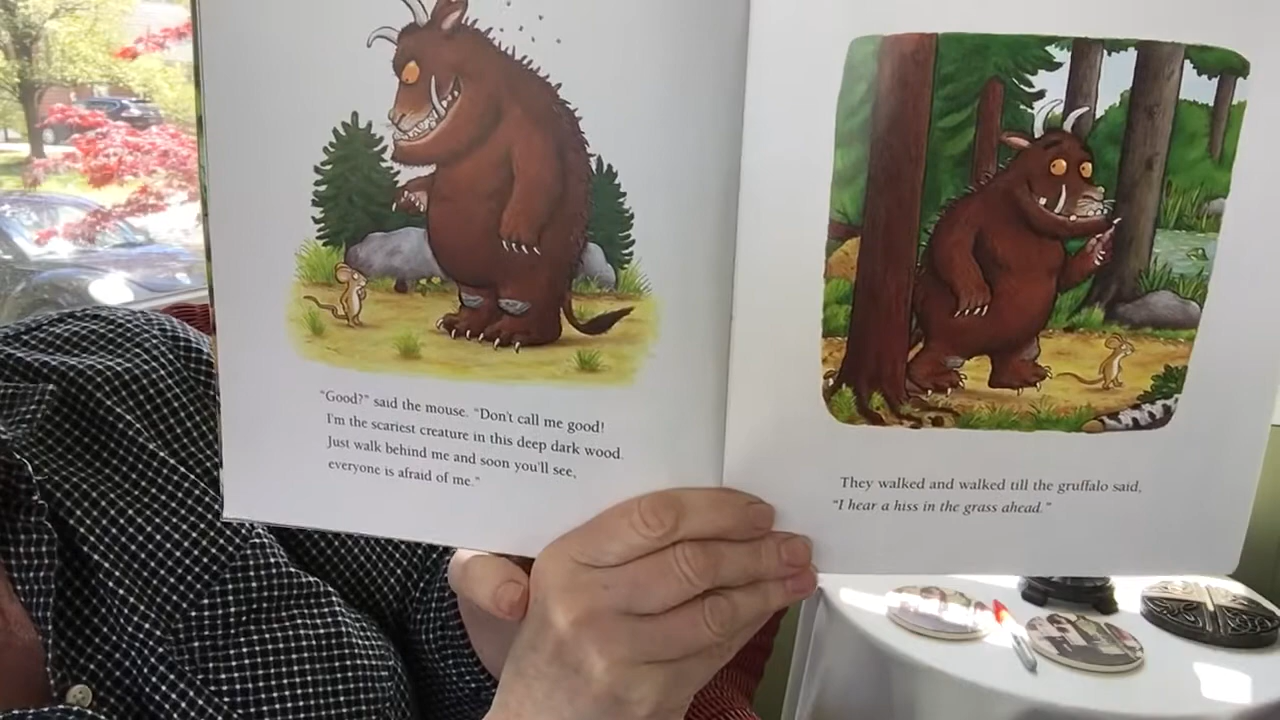 "Good?" said the mouse. "Don't call me good!
I'm the scariest creature in this deep dark wood.
Just walk behind me and soon you'll see,
everyone is afraid of me."
They walked and walked till the gruffalo said,
"I hear a hiss in the grass ahead."